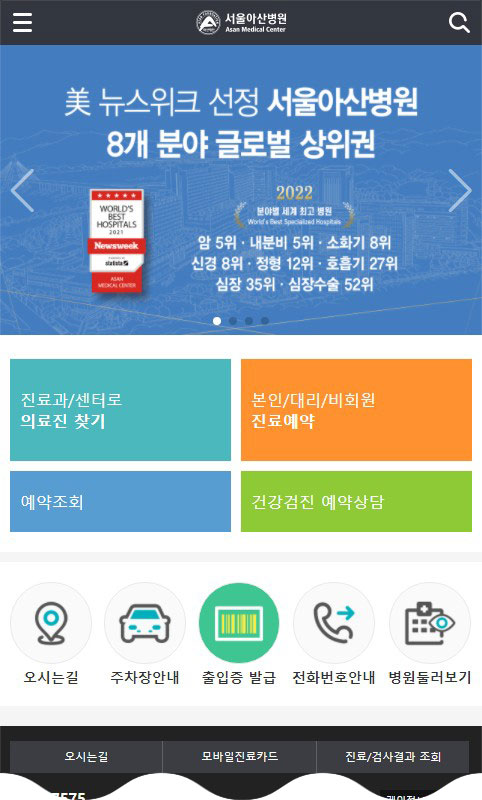 서울아산병원
Asan Medical Center
美 뉴스위크 선정 서울아산병원
8개 분야 글로벌 상위권
WORLD'S
BEST
HOSPITALS
2021
Newsweek
statista
ASAN
MEDICAL CENTER
2022
분야별 세계 최고 병원
World's Best Specialized Hospitals
암 5위 · 내분비 5위 · 소화기 8위
신경 8위 · 정형 12위 · 호흡기 27위
심장 35위 · 심장수술 52위
진료과/센터로
의료진 찾기
본인/대리/비회원
진료예약
예약조회
건강검진 예약상담
오시는길
주차장안내
출입증 발급
전화번호안내
병원둘러보기
오시는길
모바일진료카드
진료/검사결과 조회